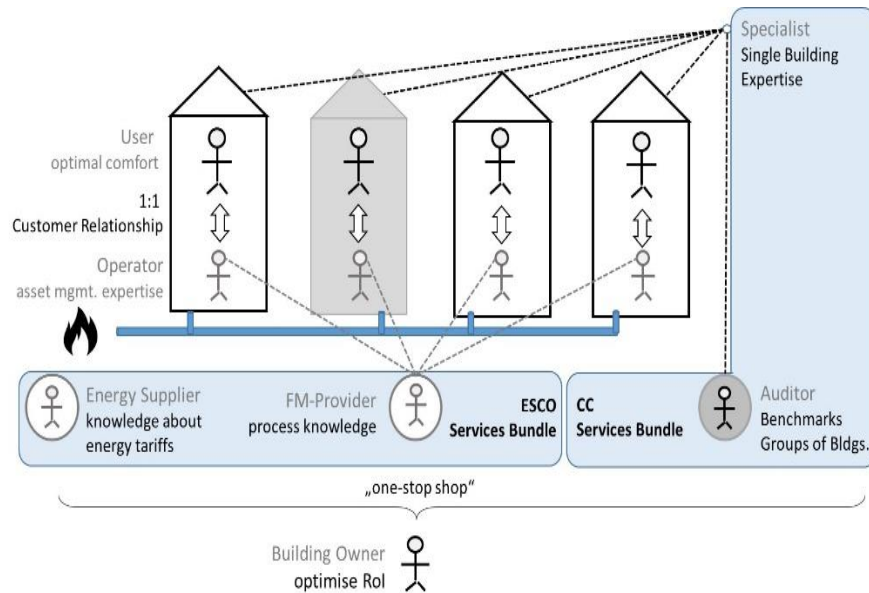 Specialist
Single Building
Expertise
User
optimal comfort
1:1
Customer Relationship
Operator
asset mgmt. expertise
Energy Supplier
knowledge about
energy tariffs
FM-Provider
process knowledge
ESCO
Services Bundle
CC
Services Bundle
Auditor
Benchmarks
Groups of Bldgs.
„one-stop shop“
Building Owner
optimise RoI